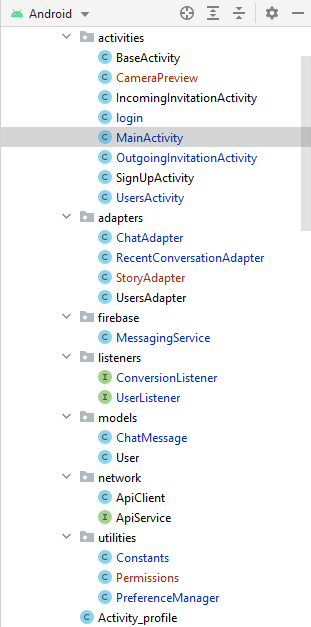 Android
activities
BaseActivity
CameraPreview
IncomingInvitationActivity
login
MainActivity
OutgoingInvitationActivity
SignUpActivity
UsersActivity
adapters
ChatAdapter
RecentConversationAdapter
StoryAdapter
UsersAdapter
firebase
MessagingService
listeners
ConversionListener
UserListener
models
ChatMessage
User
network
ApiClient
ApiService
utilities
Constants
Permissions
PreferenceManager
Activity_profile